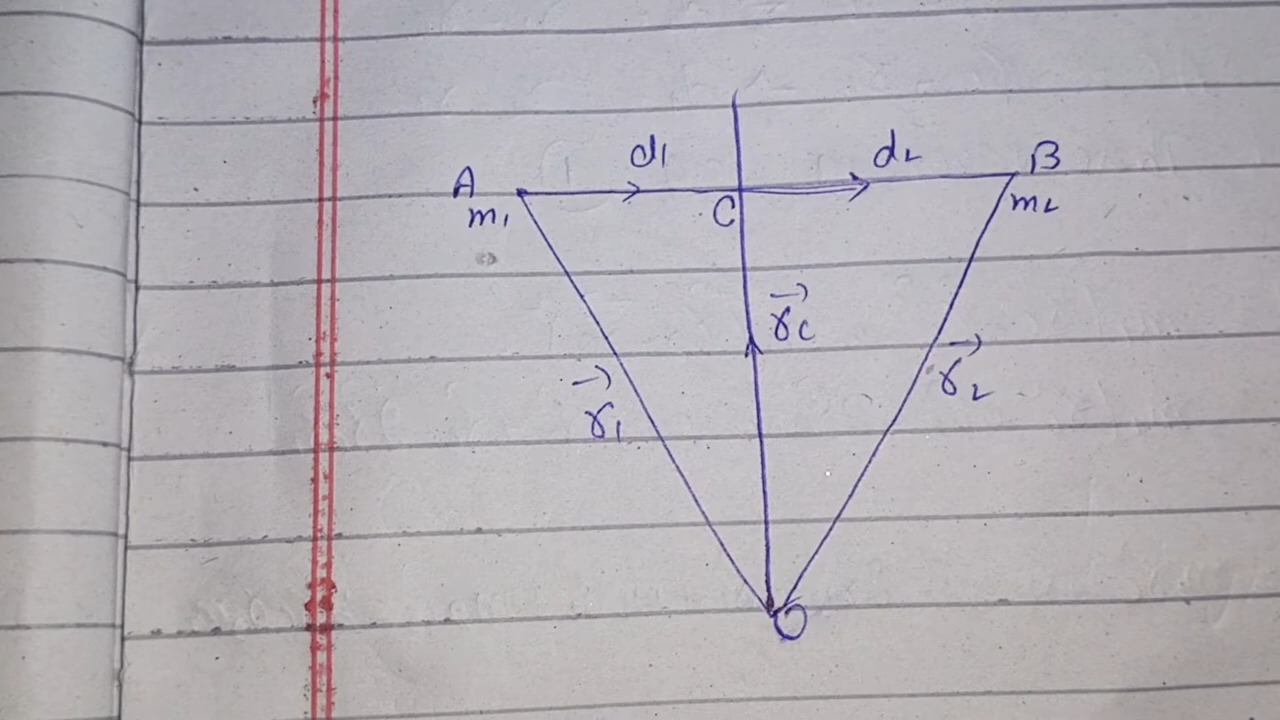 d₁
d₂
A
B
m₁
C
m₂
r⃗c
r⃗₁
r⃗₂
O